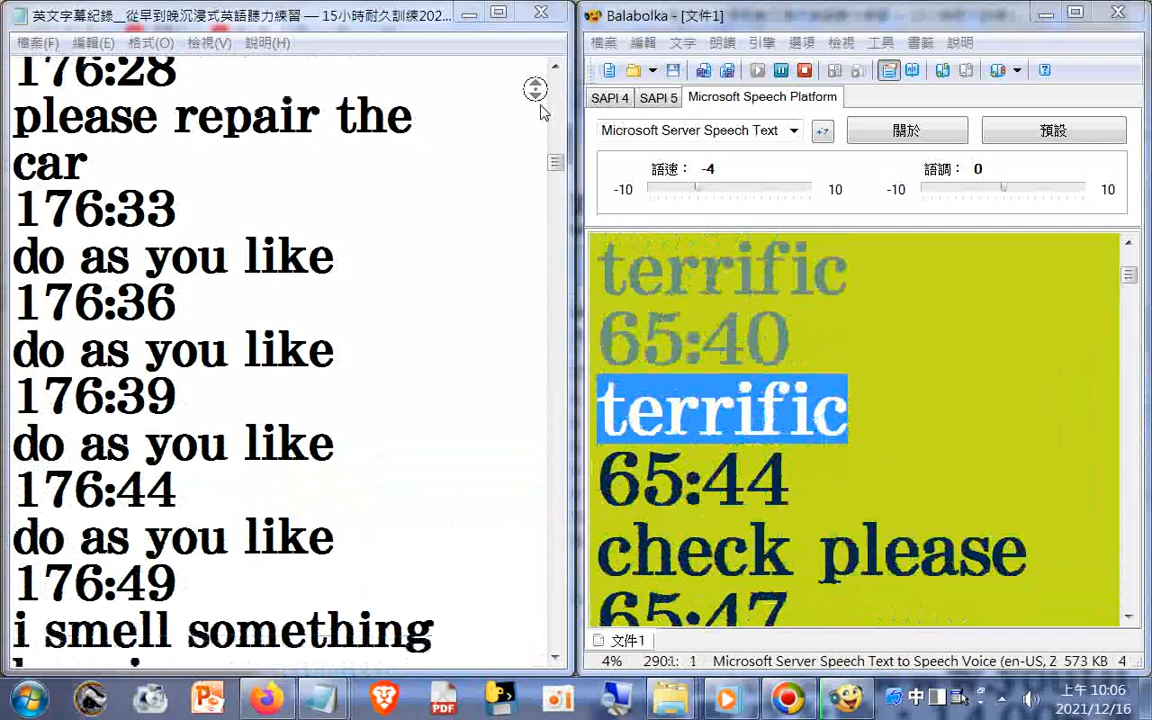 英文字幕紀錄__從早到晚沉浸式英語聽力練習 — 15小時耐久訓練202...
檔案(F) 編輯(E) 格式(O) 檢視(V) 說明(H)
176:28
please repair the
car
176:33
do as you like
176:36
do as you like
176:39
do as you like
176:44
do as you like
176:49
i smell something
Balabolka - [文件1]
檔案 編輯 文字 朗讀 引擎 選項 檢視 工具 書籤 說明
SAPI 4 SAPI 5 Microsoft Speech Platform
Microsoft Server Speech Text 關於 預設
語速： -4 語調： 0
-10 10 -10 10
terrific
65:40
terrific
65:44
check please
65:47
文件1
4% 290: 1 Microsoft Server Speech Text to Speech Voice (en-US, Z 573 KB 4
PDF 中 上午 10:06
2021/12/16